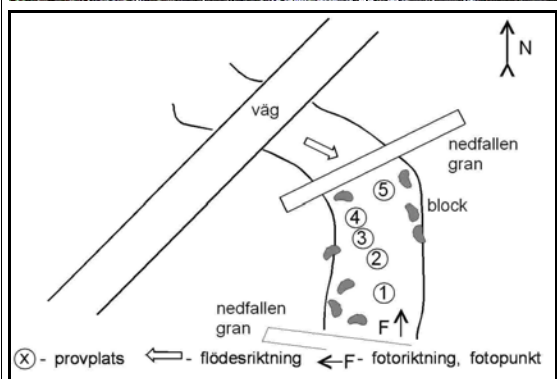 N
väg
nedfallen
gran
block
5
4
3
2
1
nedfallen
gran
F
X - provplats - flödesriktning F - fotoriktning, fotopunkt